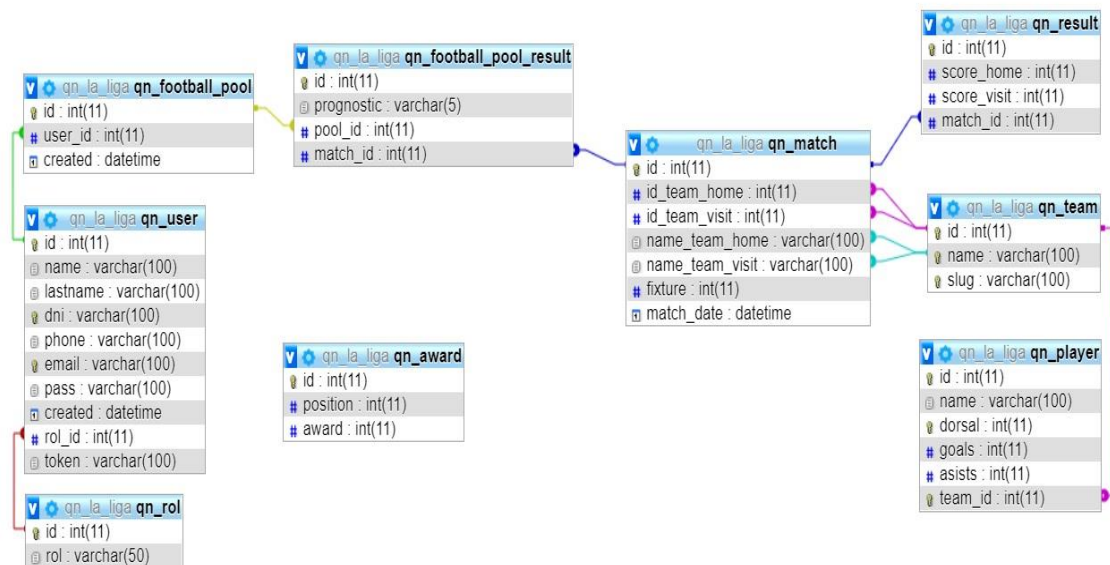 qn_la_liga qn_football_pool
id : int(11)
user_id : int(11)
created : datetime
qn_la_liga qn_football_pool_result
id : int(11)
prognostic : varchar(5)
pool_id : int(11)
match_id : int(11)
qn_la_liga qn_result
id : int(11)
score_home : int(11)
score_visit : int(11)
match_id : int(11)
qn_la_liga qn_match
id : int(11)
id_team_home : int(11)
id_team_visit : int(11)
name_team_home : varchar(100)
name_team_visit : varchar(100)
fixture : int(11)
match_date : datetime
qn_la_liga qn_team
id : int(11)
name : varchar(100)
slug : varchar(100)
qn_la_liga qn_user
id : int(11)
name : varchar(100)
lastname : varchar(100)
dni : varchar(100)
phone : varchar(100)
email : varchar(100)
pass : varchar(100)
created : datetime
rol_id : int(11)
token : varchar(100)
qn_la_liga qn_award
id : int(11)
position : int(11)
award : int(11)
qn_la_liga qn_player
id : int(11)
name : varchar(100)
dorsal : int(11)
goals : int(11)
asists : int(11)
team_id : int(11)
qn_la_liga qn_rol
id : int(11)
rol : varchar(50)